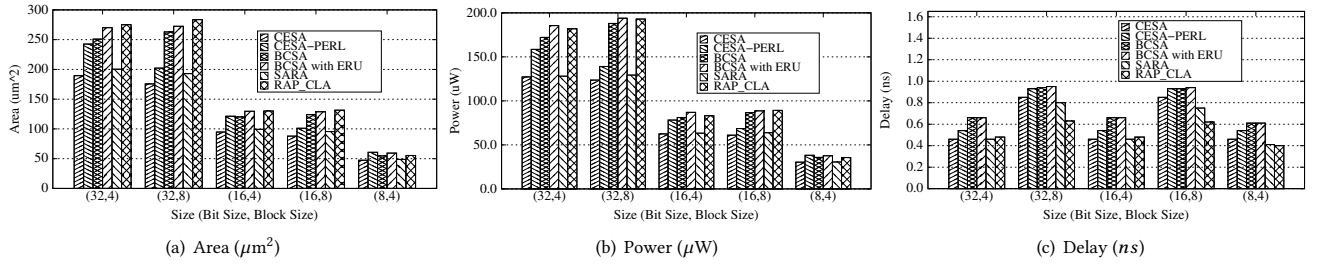 300
250
200
150
100
50
0
Area (um^2)
CESA
CESA-PERL
BCSA
BCSA with ERU
SARA
RAP_CLA
(32,4) (32,8) (16,4) (16,8) (8,4)
Size (Bit Size, Block Size)
(a) Area (μm²)
200.0
150.0
100.0
50.0
0.0
Power (uW)
CESA
CESA-PERL
BCSA
BCSA with ERU
SARA
RAP_CLA
(32,4) (32,8) (16,4) (16,8) (8,4)
Size (Bit Size, Block Size)
(b) Power (μW)
1.6
1.4
1.2
1.0
0.8
0.6
0.4
0.2
0.0
Delay (ns)
CESA
CESA-PERL
BCSA
BCSA with ERU
SARA
RAP_CLA
(32,4) (32,8) (16,4) (16,8) (8,4)
Size (Bit Size, Block Size)
(c) Delay (ns)